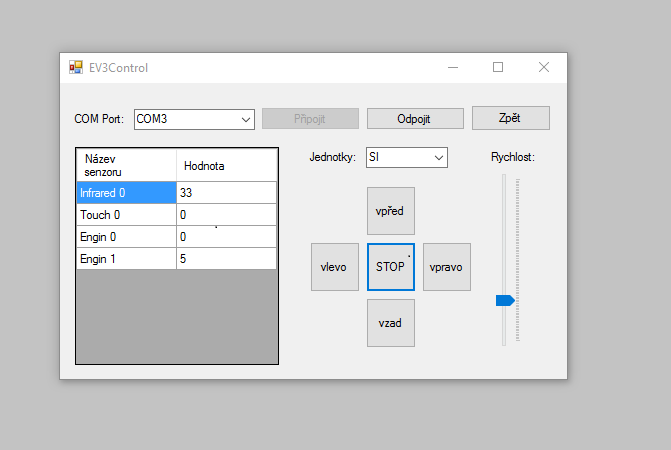 EV3Control
COM Port: COM3 Připojit Odpojit Zpět
Název senzoru Hodnota
Infrared 0 33
Touch 0 0
Engin 0 0
Engin 1 5
Jednotky: SI Rychlost:
vpřed
vlevo STOP vpravo
vzad